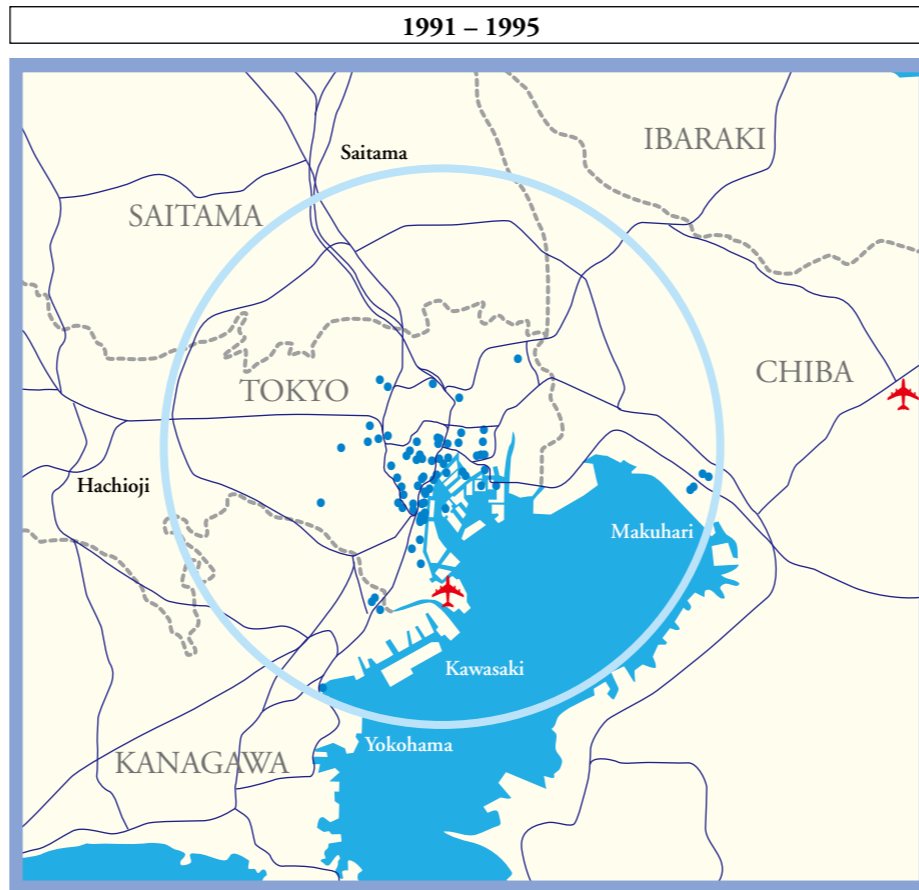 1991 – 1995
IBARAKI
Saitama
SAITAMA
CHIBA
TOKYO
Hachioji
Makuhari
Kawasaki
Yokohama
KANAGAWA